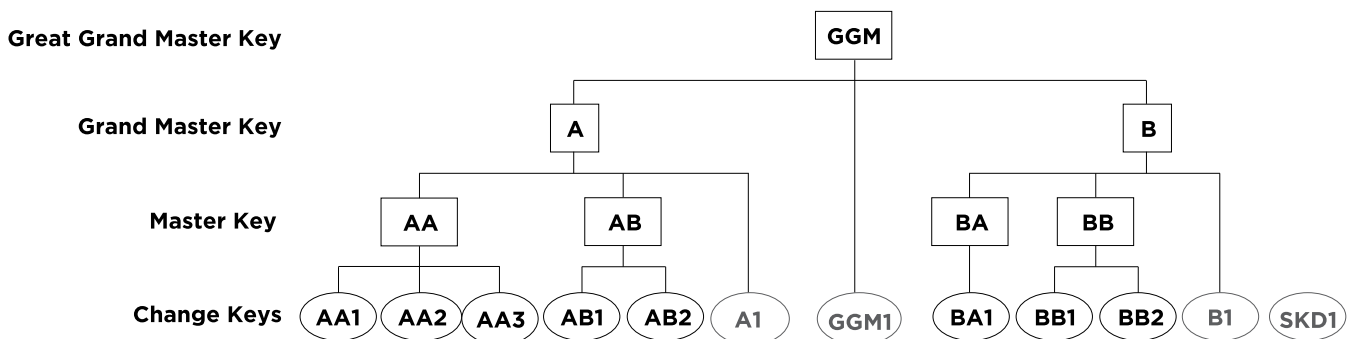 Great Grand Master Key GGM
Grand Master Key A B
Master Key AA AB BA BB
Change Keys AA1 AA2 AA3 AB1 AB2 A1 GGM1 BA1 BB1 BB2 B1 SKD1